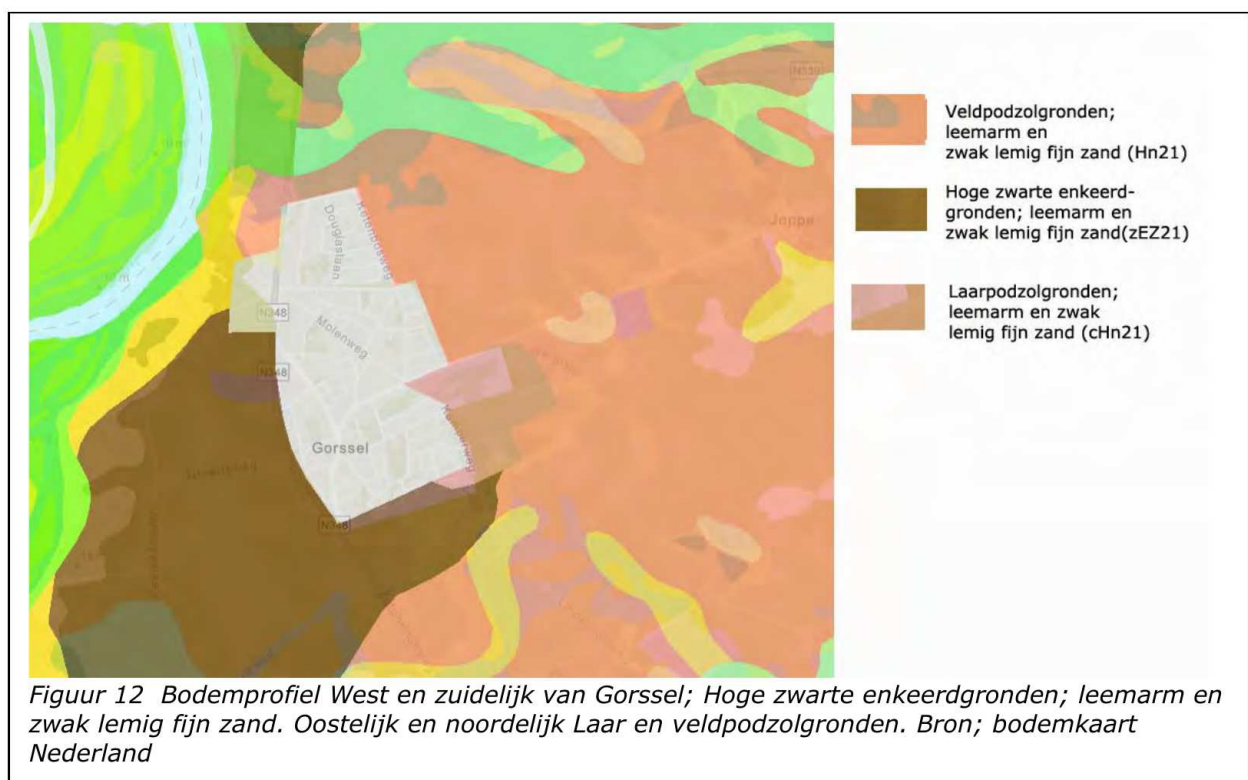 N339
10 m
Veldpodzolgronden;
leemarm en
zwak lemig fijn zand (Hn21)
Hoge zwarte enkeerd-
gronden; leemarm en
zwak lemig fijn zand(zEZ21)
Laarpodzolgronden;
leemarm en zwak
lemig fijn zand (cHn21)
Douglaslaan
Joppe
N348
Molenweg
N348
Gorssel
N348
Figuur 12 Bodemprofiel West en zuidelijk van Gorssel; Hoge zwarte enkeerdgronden; leemarm en
zwak lemig fijn zand. Oostelijk en noordelijk Laar en veldpodzolgronden. Bron; bodemkaart
Nederland